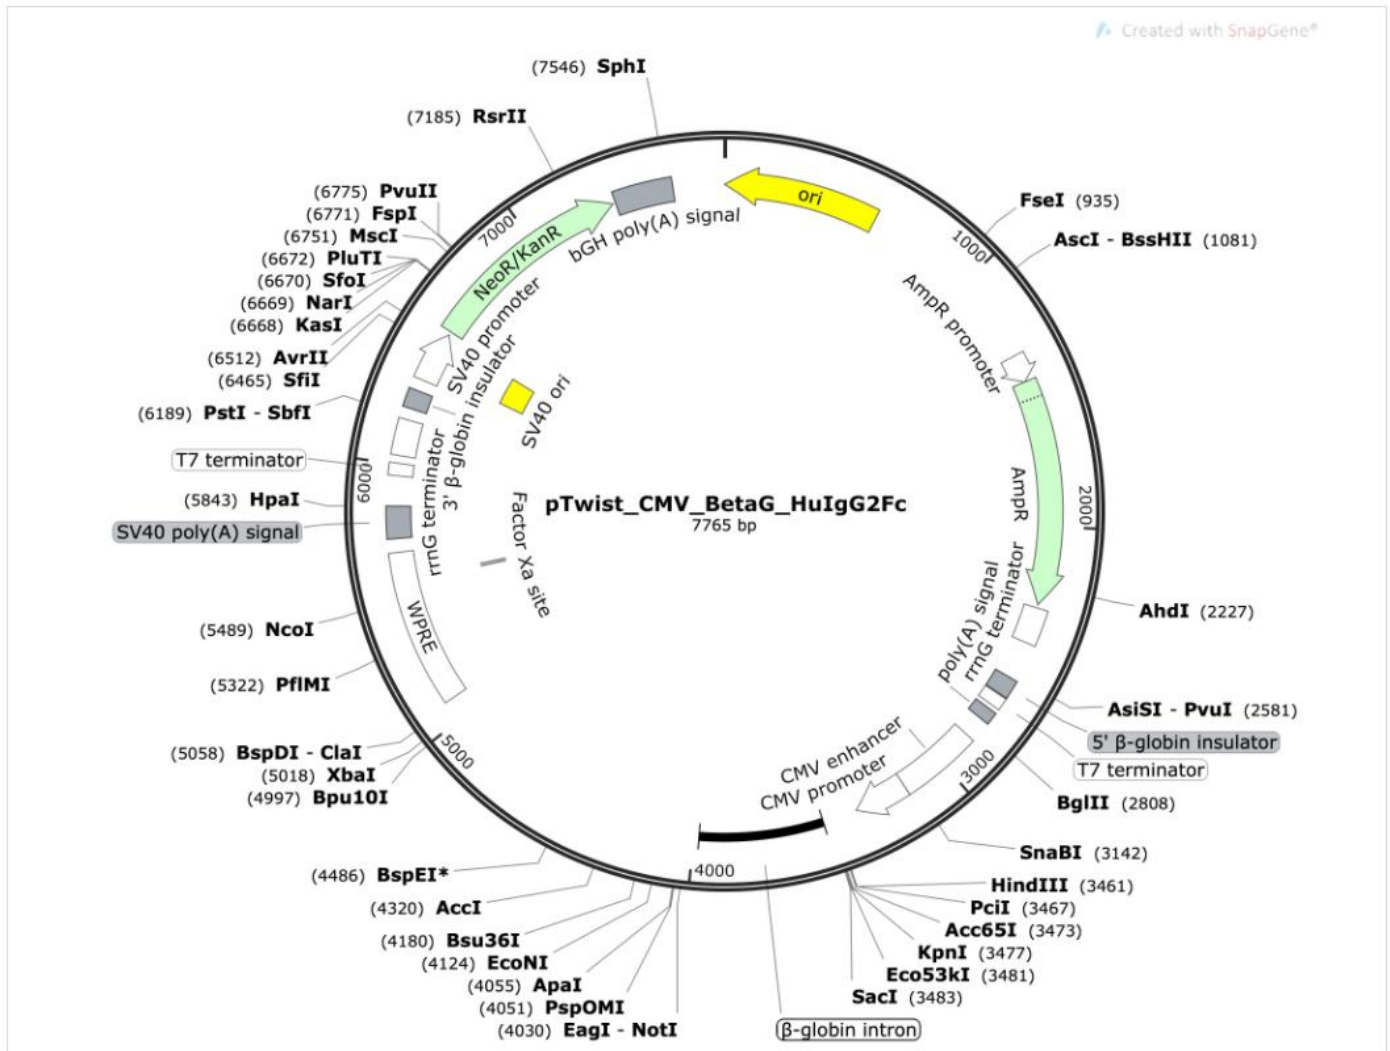 Created with SnapGene®
(7546) SphI
(7185) RsrII
(6775) PvuII
(6771) FspI
(6751) MscI
(6672) PluTI
(6670) SfoI
(6669) NarI
(6668) KasI
(6512) AvrII
(6465) SfiI
(6189) PstI - SbfI
T7 terminator
(5843) HpaI
SV40 poly(A) signal
(5489) NcoI
(5322) PflMI
(5058) BspDI - ClaI
(5018) XbaI
(4997) Bpu10I
(4486) BspEI*
(4320) AccI
(4180) Bsu36I
(4124) EcoNI
(4055) ApaI
(4051) PspOMI
(4030) EagI - NotI
FseI (935)
AscI - BssHII (1081)
AhdI (2227)
AsiSI - PvuI (2581)
5' β-globin insulator
T7 terminator
BglII (2808)
SnaBI (3142)
HindIII (3461)
PciI (3467)
Acc65I (3473)
KpnI (3477)
Eco53kI (3481)
SacI (3483)
β-globin intron
1000
2000
3000
4000
5000
6000
7000
ori
AmpR promoter
AmpR
rrnG terminator
poly(A) signal
CMV enhancer
CMV promoter
WPRE
Factor Xa site
rrnG terminator
3' β-globin insulator
SV40 promoter
SV40 ori
NeoR/KanR
bGH poly(A) signal
pTwist_CMV_BetaG_HuIgG2Fc
7765 bp